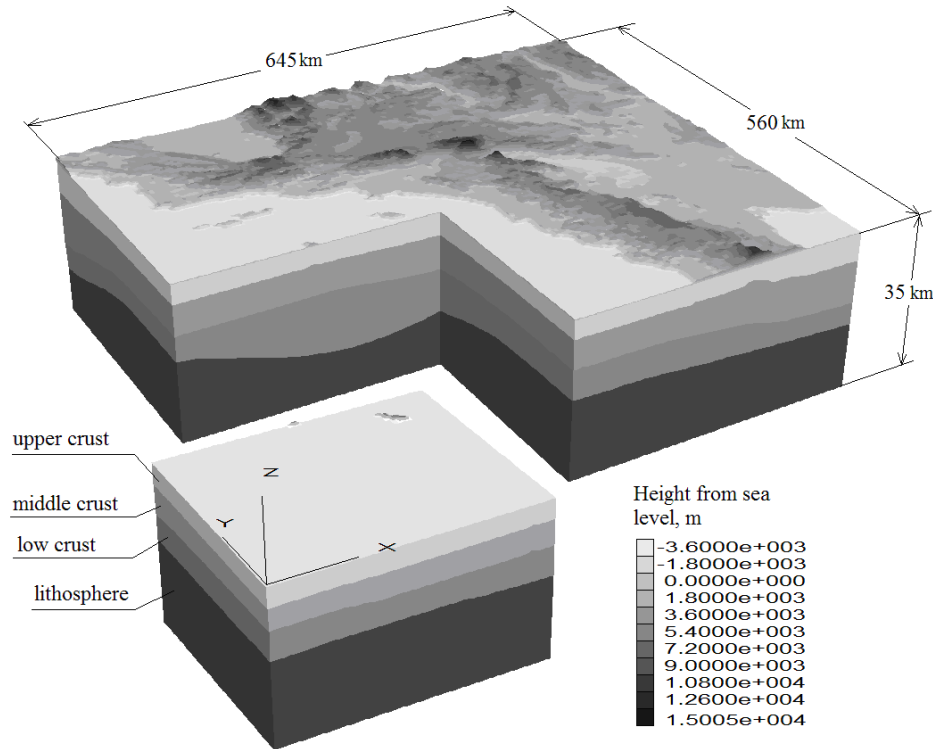 645 km
560 km
35 km
upper crust
middle crust
low crust
lithosphere
Z
Y
X
Height from sea
level, m
-3.6000e+003
-1.8000e+003
0.0000e+000
1.8000e+003
3.6000e+003
5.4000e+003
7.2000e+003
9.0000e+003
1.0800e+004
1.2600e+004
1.5005e+004